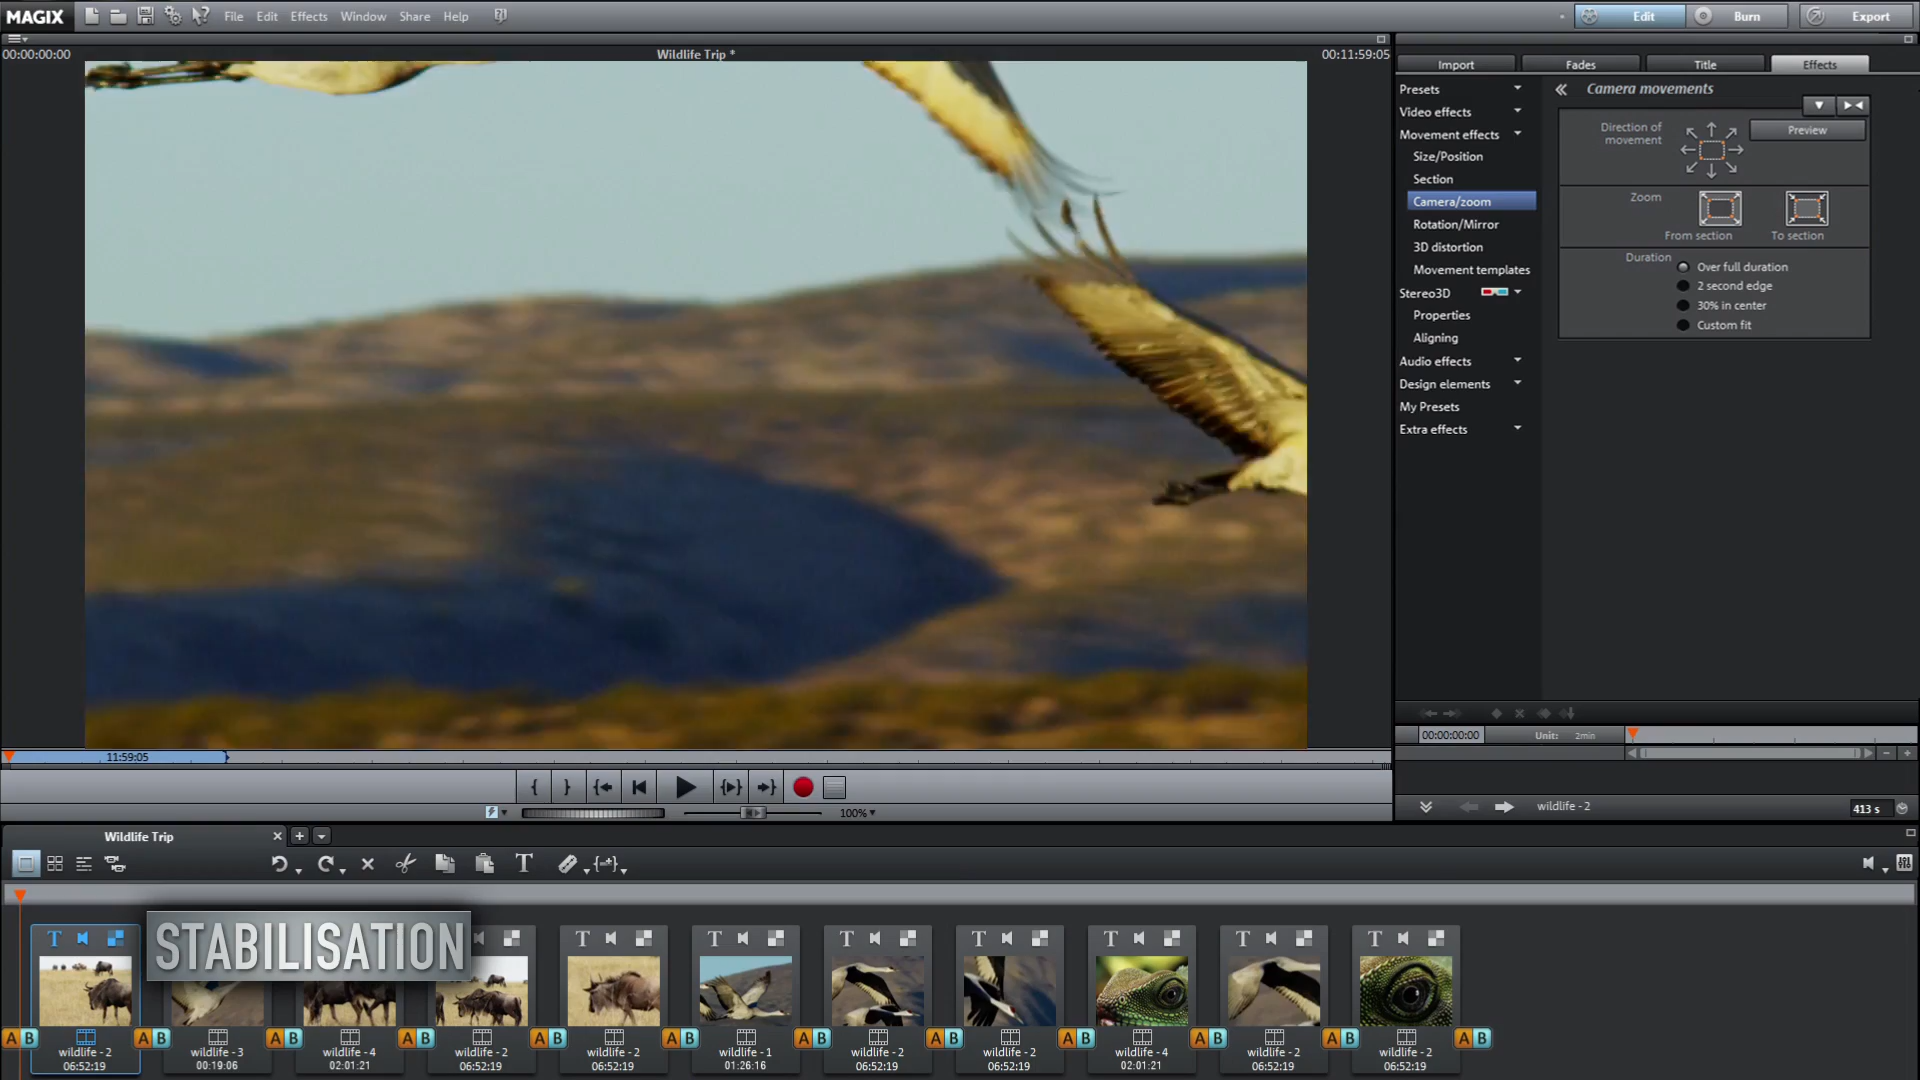 MAGIX
File Edit Effects Window Share Help
Edit Burn Export
00:00:00:00 Wildlife Trip * 00:11:59:05
Import Fades Title Effects
Presets
Video effects
Movement effects
Size/Position
Section
Camera/zoom
Rotation/Mirror
3D distortion
Movement templates
Stereo3D
Properties
Aligning
Audio effects
Design elements
My Presets
Extra effects
Camera movements
Direction of
movement
Preview
Zoom
From section To section
Duration
Over full duration
2 second edge
30% in center
Custom fit
00:00:00:00 Unit: 2min
11:59:05
100%
wildlife - 2 413 s
Wildlife Trip
T
STABILISATION
T T T T T T T T
A B A B A B A B A B A B A B A B A B A B A B A B
wildlife - 2 wildlife - 3 wildlife - 4 wildlife - 2 wildlife - 2 wildlife - 1 wildlife - 2 wildlife - 2 wildlife - 4 wildlife - 2 wildlife - 2
06:52:19 00:19:06 02:01:21 06:52:19 06:52:19 01:26:16 06:52:19 06:52:19 02:01:21 06:52:19 06:52:19